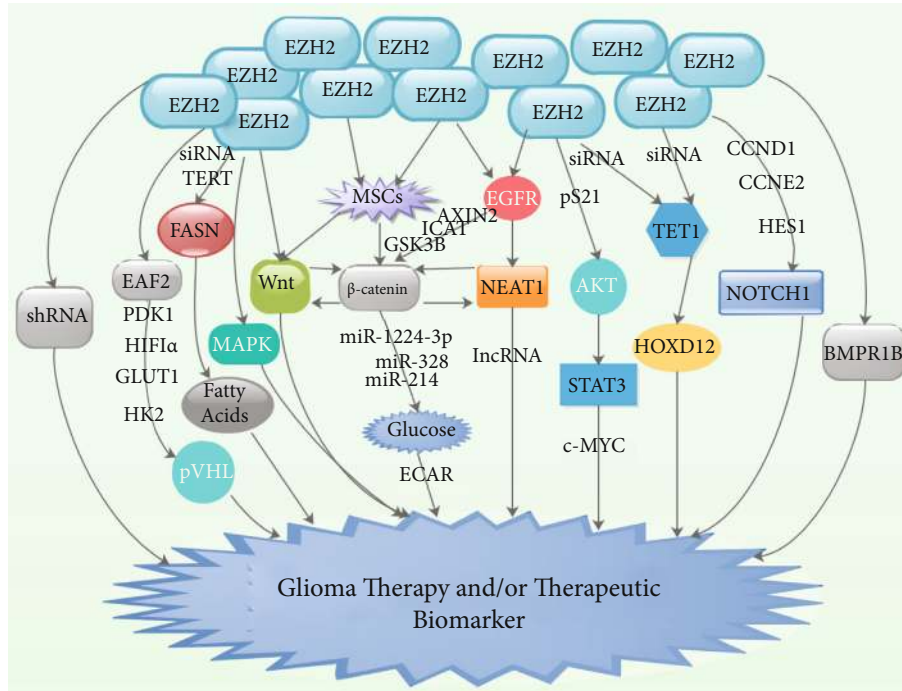 EZH2
EZH2
EZH2
EZH2
EZH2
EZH2
EZH2
EZH2
EZH2
EZH2
EZH2
EZH2
EZH2
siRNA
TERT
siRNA
siRNA
CCND1
CCNE2
HES1
MSCs
EGFR
pS21
AXIN2
ICAT
GSK3B
FASN
TET1
EAF2
Wnt
β-catenin
NEAT1
AKT
NOTCH1
shRNA
PDK1
HIFIα
GLUT1
HK2
MAPK
miR-1224-3p
miR-328
miR-214
lncRNA
HOXD12
BMPR1B
STAT3
Fatty
Acids
Glucose
c-MYC
pVHL
ECAR
Glioma Therapy and/or Therapeutic
Biomarker